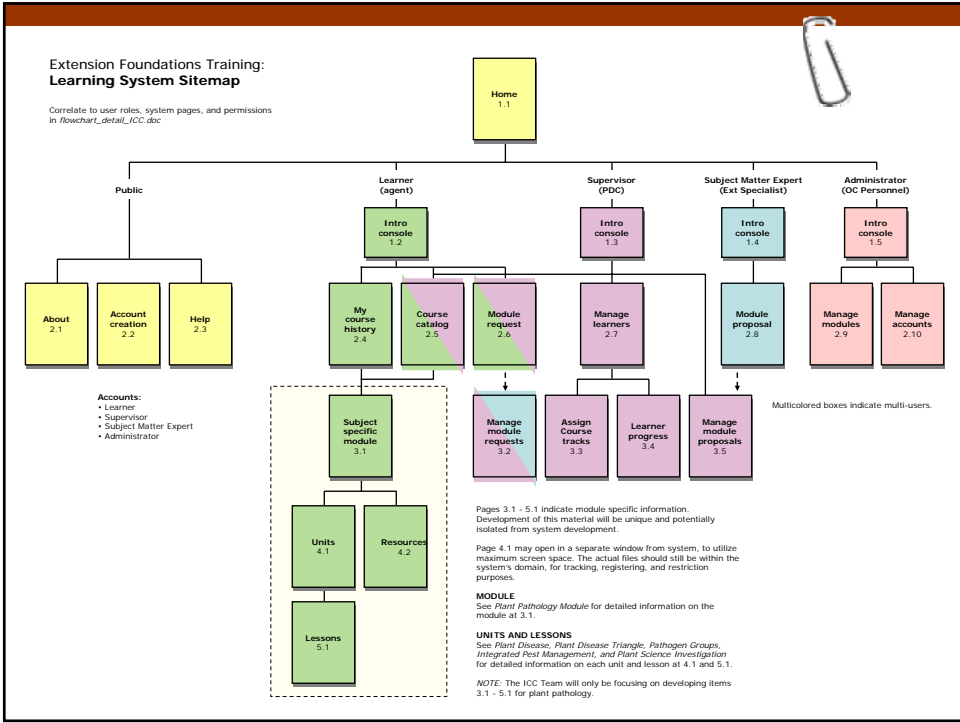 Extension Foundations Training:
Learning System Sitemap
Correlate to user roles, system pages, and permissions
in flowchart_detail_ICC.doc
Home
1.1
Public
Learner
(agent)
Supervisor
(PDC)
Subject Matter Expert
(Ext Specialist)
Administrator
(OC Personnel)
Intro
console
1.2
Intro
console
1.3
Intro
console
1.4
Intro
console
1.5
About
2.1
Account
creation
2.2
Help
2.3
My
course
history
2.4
Course
catalog
2.5
Module
request
2.6
Manage
learners
2.7
Module
proposal
2.8
Manage
modules
2.9
Manage
accounts
2.10
Accounts:
• Learner
• Supervisor
• Subject Matter Expert
• Administrator
Subject
specific
module
3.1
Manage
module
requests
3.2
Assign
Course
tracks
3.3
Learner
progress
3.4
Manage
module
proposals
3.5
Multicolored boxes indicate multi-users.
Units
4.1
Resources
4.2
Lessons
5.1
Pages 3.1 - 5.1 indicate module specific information.
Development of this material will be unique and potentially
isolated from system development.
Page 4.1 may open in a separate window from system, to utilize
maximum screen space. The actual files should still be within the
system's domain, for tracking, registering, and restriction
purposes.
MODULE
See Plant Pathology Module for detailed information on the
module at 3.1.
UNITS AND LESSONS
See Plant Disease, Plant Disease Triangle, Pathogen Groups,
Integrated Pest Management, and Plant Science Investigation
for detailed information on each unit and lesson at 4.1 and 5.1.
NOTE: The ICC Team will only be focusing on developing items
3.1 - 5.1 for plant pathology.